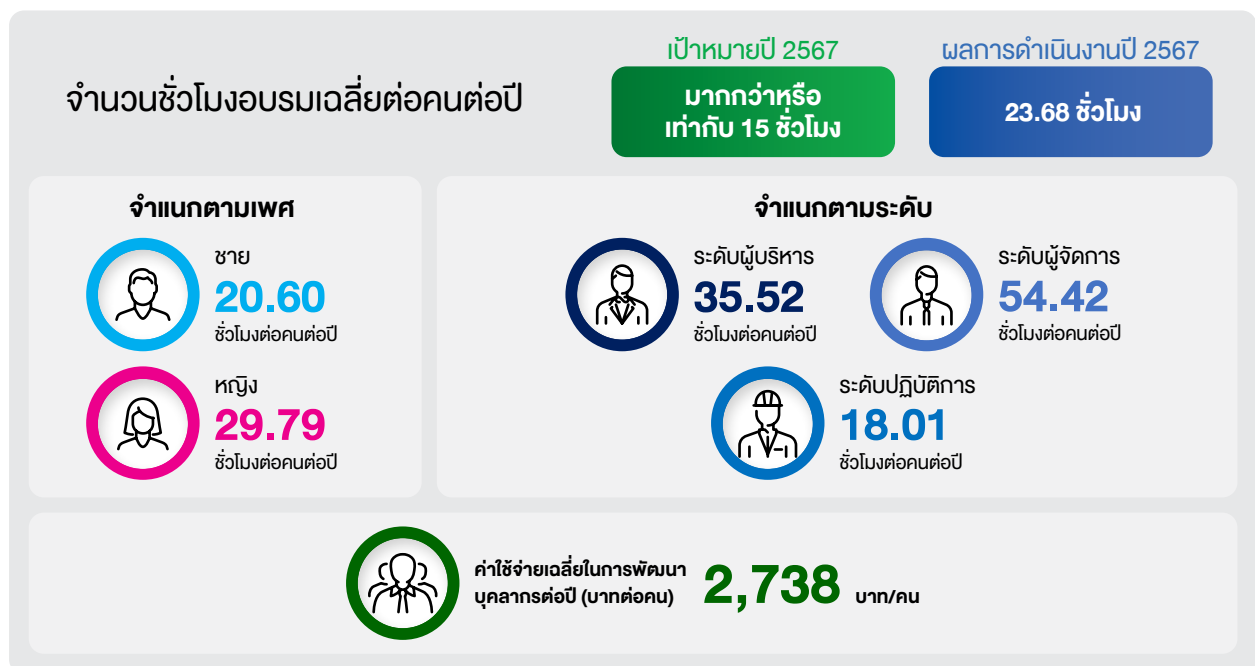 จำนวนชั่วโมงอบรมเฉลี่ยต่อคนต่อปี
เป้าหมายปี 2567
มากกว่าหรือ
เท่ากับ 15 ชั่วโมง
ผลการดำเนินงานปี 2567
23.68 ชั่วโมง
จำแนกตามเพศ
ชาย
20.60
ชั่วโมงต่อคนต่อปี
หญิง
29.79
ชั่วโมงต่อคนต่อปี
จำแนกตามระดับ
ระดับผู้บริหาร
35.52
ชั่วโมงต่อคนต่อปี
ระดับผู้จัดการ
54.42
ชั่วโมงต่อคนต่อปี
ระดับปฏิบัติการ
18.01
ชั่วโมงต่อคนต่อปี
ค่าใช้จ่ายเฉลี่ยในการพัฒนา
บุคลากรต่อปี (บาทต่อคน)
2,738 บาท/คน